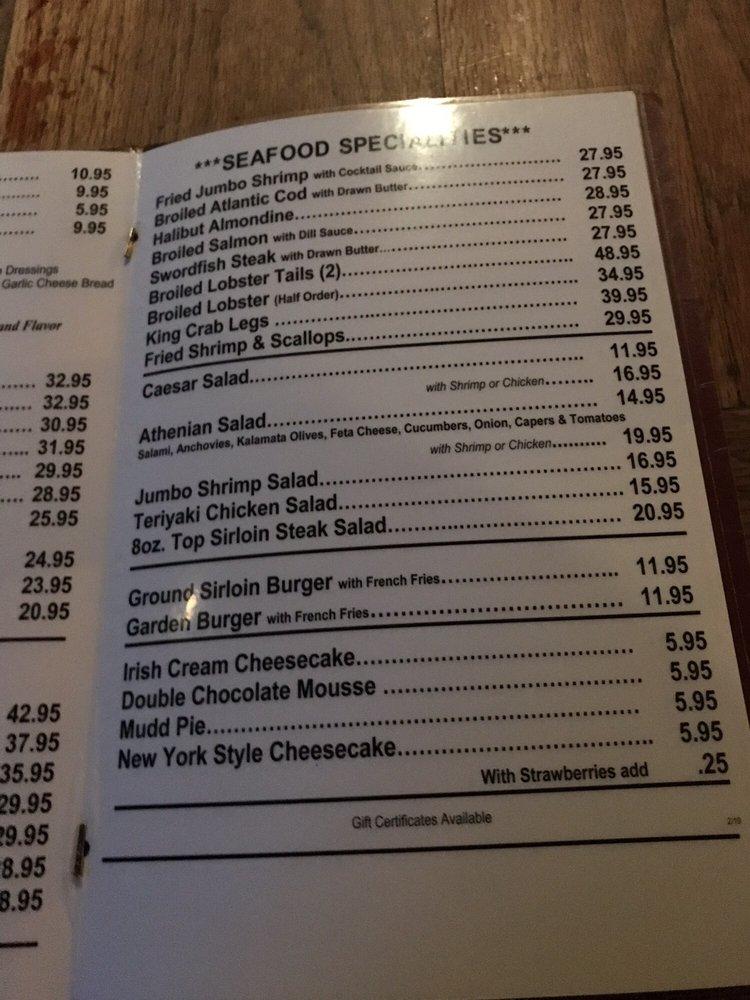 10.95
9.95
5.95
9.95
Dressings
Garlic Cheese Bread
and Flavor
32.95
32.95
30.95
31.95
29.95
28.95
25.95
24.95
23.95
20.95
42.95
37.95
35.95
29.95
29.95
8.95
8.95
***SEAFOOD SPECIALITIES***
Fried Jumbo Shrimp with Cocktail Sauce 27.95
Broiled Atlantic Cod with Drawn Butter 27.95
Halibut Almondine 28.95
Broiled Salmon with Dill Sauce 27.95
Swordfish Steak with Drawn Butter 27.95
Broiled Lobster Tails (2) 48.95
Broiled Lobster (Half Order) 34.95
King Crab Legs 39.95
Fried Shrimp & Scallops 29.95
Caesar Salad 11.95
with Shrimp or Chicken 16.95
Athenian Salad 14.95
Salami, Anchovies, Kalamata Olives, Feta Cheese, Cucumbers, Onion, Capers & Tomatoes
with Shrimp or Chicken 19.95
Jumbo Shrimp Salad 16.95
Teriyaki Chicken Salad 15.95
8oz. Top Sirloin Steak Salad 20.95
Ground Sirloin Burger with French Fries 11.95
Garden Burger with French Fries 11.95
Irish Cream Cheesecake 5.95
Double Chocolate Mousse 5.95
Mudd Pie 5.95
New York Style Cheesecake 5.95
With Strawberries add .25
Gift Certificates Available